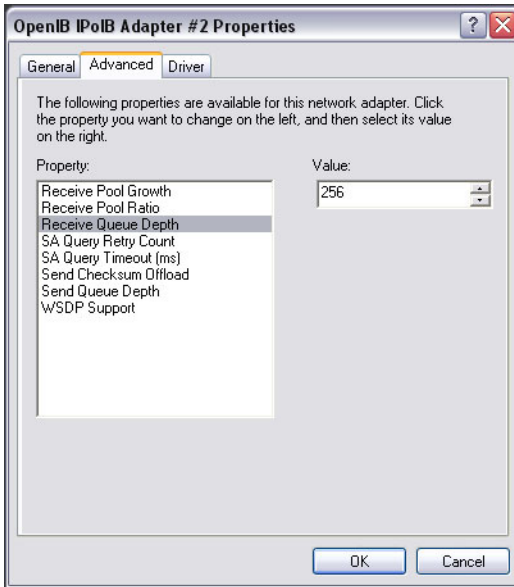 OpenIB IPoIB Adapter #2 Properties
General
Advanced
Driver
The following properties are available for this network adapter. Click
the property you want to change on the left, and then select its value
on the right.
Property:
Value:
Receive Pool Growth
Receive Pool Ratio
Receive Queue Depth
SA Query Retry Count
SA Query Timeout (ms)
Send Checksum Offload
Send Queue Depth
WSDP Support
256
OK
Cancel